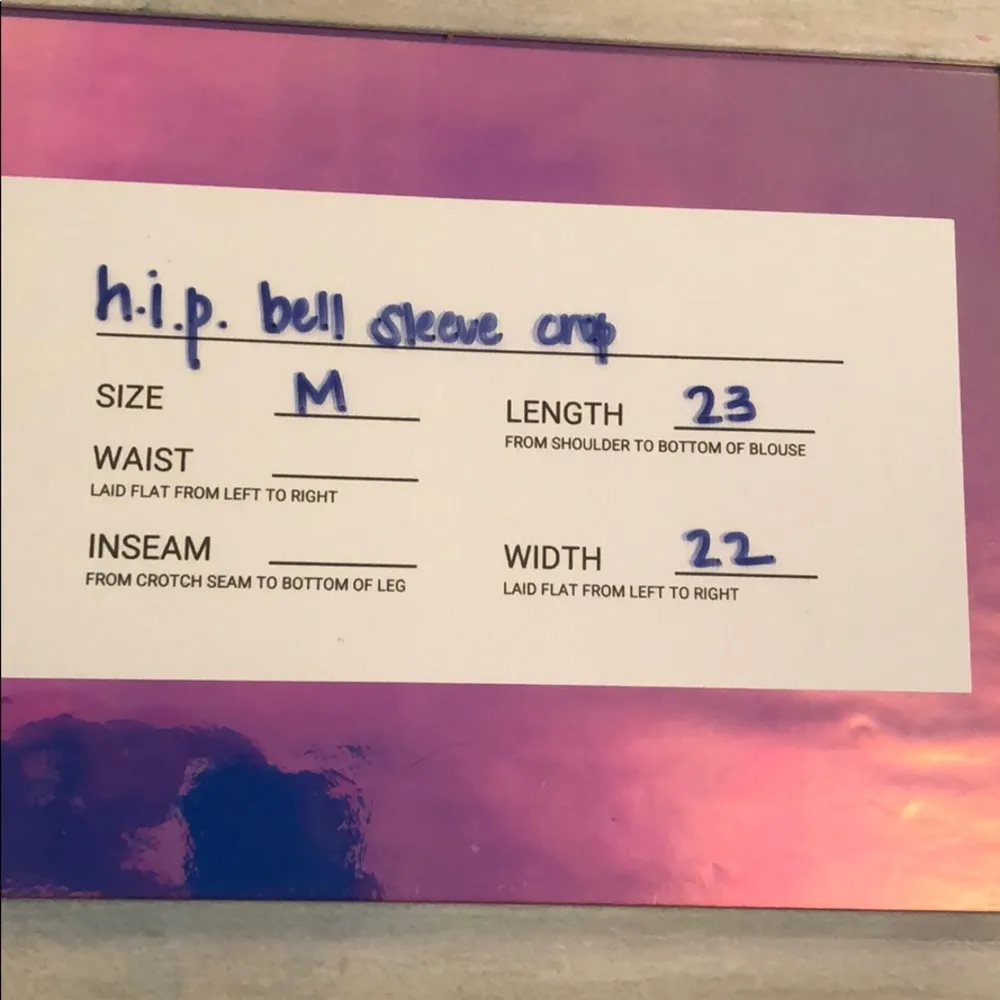 h.i.p. bell sleeve crop
SIZE M
WAIST
LAID FLAT FROM LEFT TO RIGHT
INSEAM
FROM CROTCH SEAM TO BOTTOM OF LEG
LENGTH 23
FROM SHOULDER TO BOTTOM OF BLOUSE
WIDTH 22
LAID FLAT FROM LEFT TO RIGHT